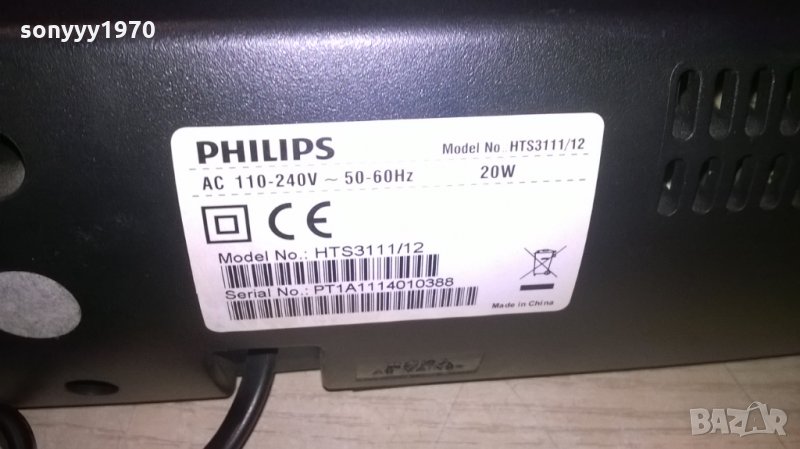 sonyyy1970
PHILIPS
Model No. HTS3111/12
AC 110-240V ~ 50-60Hz 20W
CE
Model No.: HTS3111/12
Serial No.: PT1A1114010388
Made in China
BAZAR